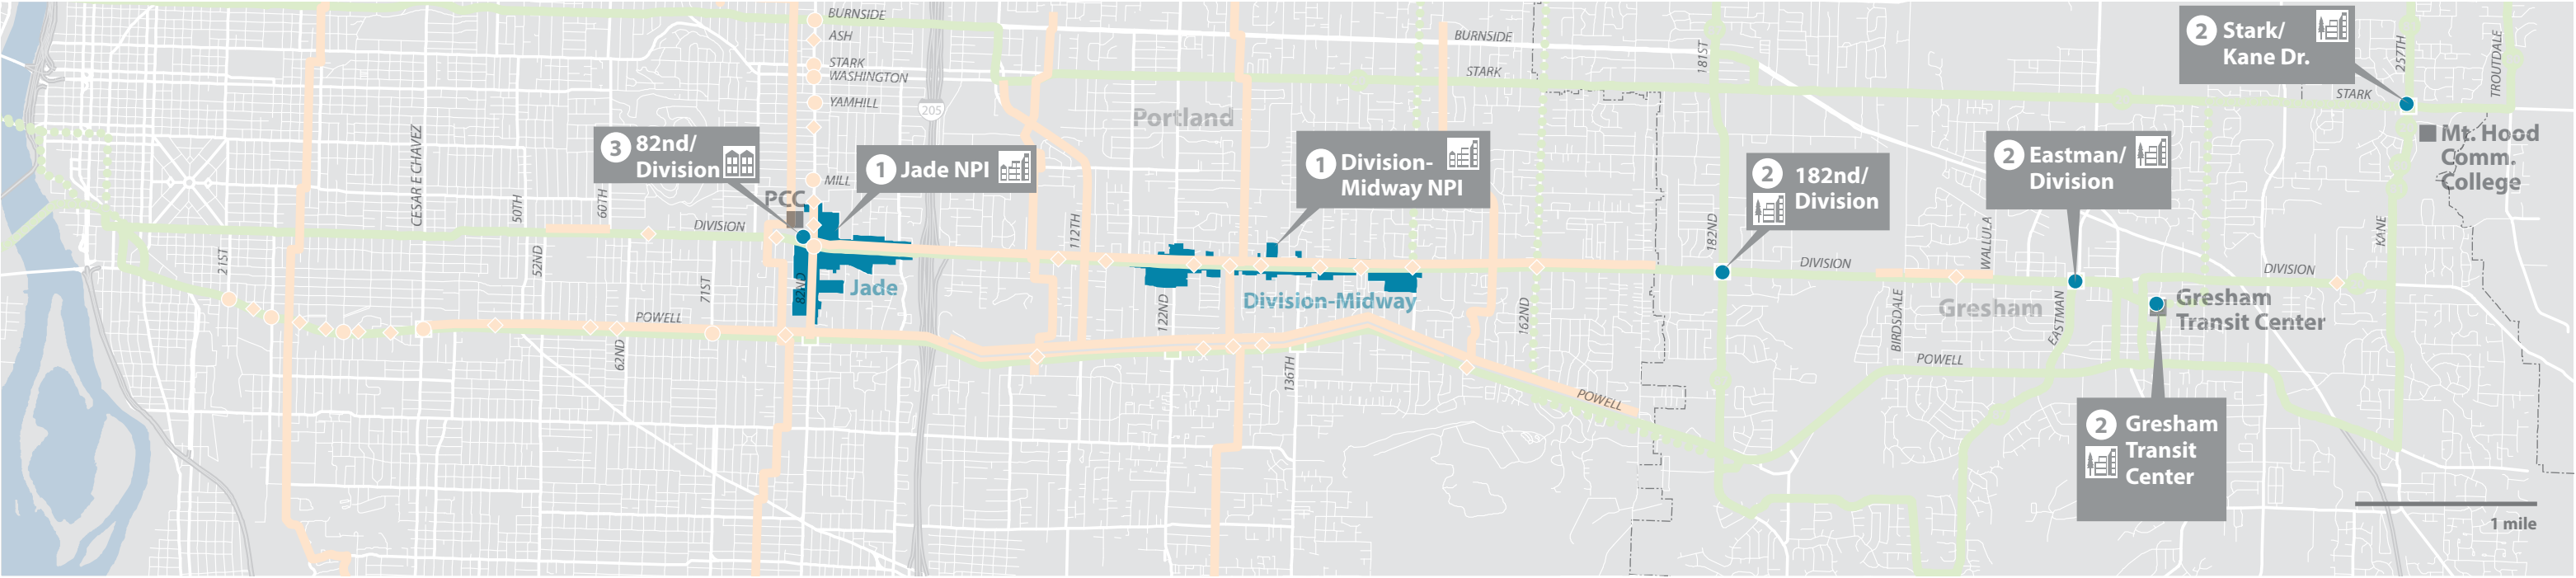 BURNSIDE
ASH
STARK
WASHINGTON
YAMHILL
MILL
205
Portland
BURNSIDE
STARK
181ST
2 Stark/
Kane Dr.
257TH
TROUTDALE
STARK
Mt. Hood
Comm.
College
3 82nd/
Division
1 Jade NPI
PCC
1 Division-
Midway NPI
2 182nd/
Division
2 Eastman/
Division
CESAR E CHAVEZ
50TH
60TH
DIVISION
21ST
52ND
71ST
82ND
Jade
112TH
122ND
Division-Midway
136TH
162ND
182ND
DIVISION
WALLULA
BIRDSDALE
Gresham
EASTMAN
DIVISION
KANE
Gresham
Transit Center
POWELL
62ND
POWELL
POWELL
2 Gresham
Transit
Center
1 mile